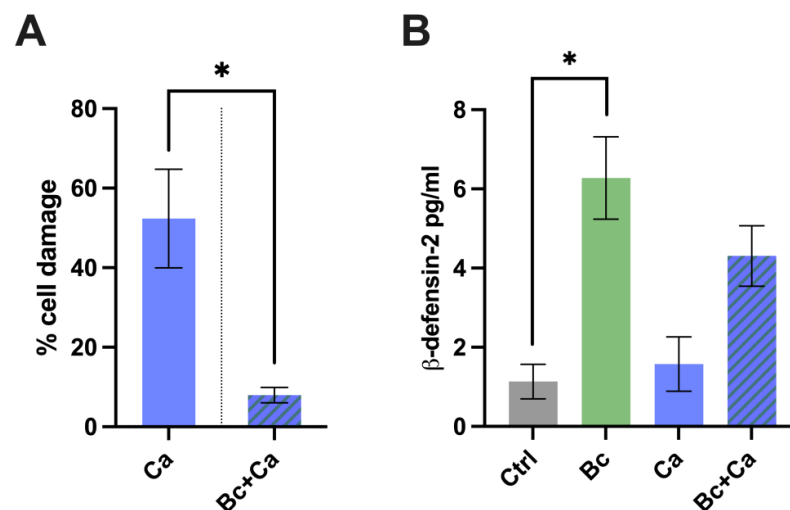 A
B
*
*
% cell damage
80
60
40
20
0
Ca
Bc+Ca
β-defensin-2 pg/ml
8
6
4
2
0
Ctrl
Bc
Ca
Bc+Ca